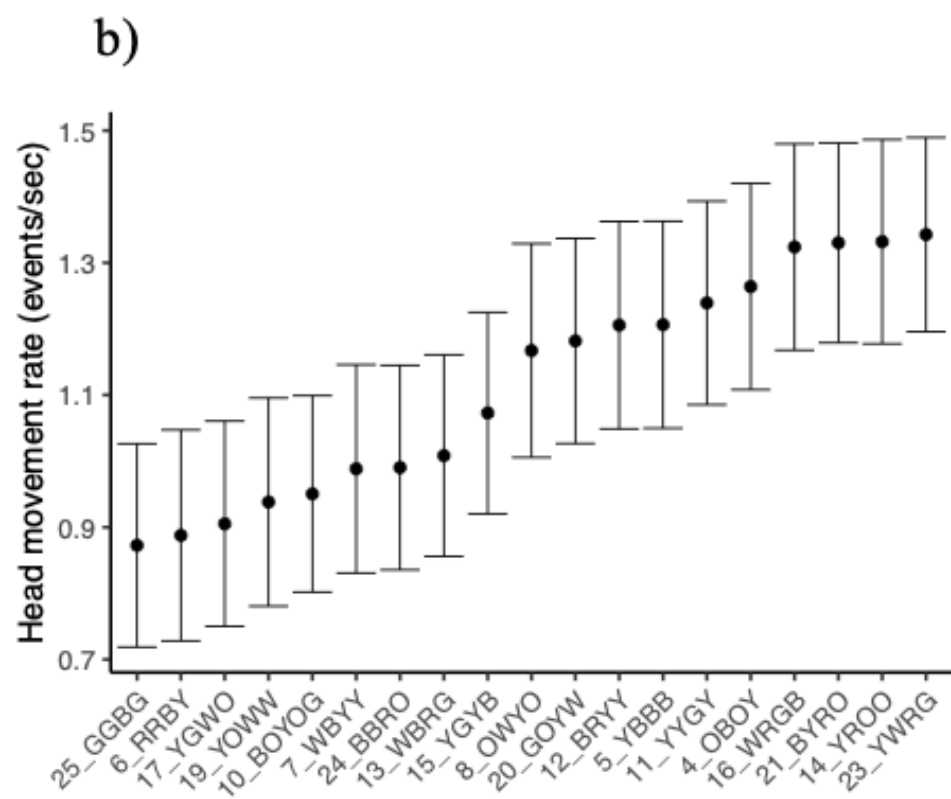 b)
Head movement rate (events/sec)
1.5
1.3
1.1
0.9
0.7
25_GGBG
6_RRBY
17_YGWO
19_YOWW
10_BOYOG
7_WBYY
24_BBRO
13_WBRG
15_YGYB
8_OWYO
20_GOYW
12_BRYY
5_YBBB
11_YYGY
4_OBOY
16_WRGB
21_BYRO
14_YROO
23_YWRG